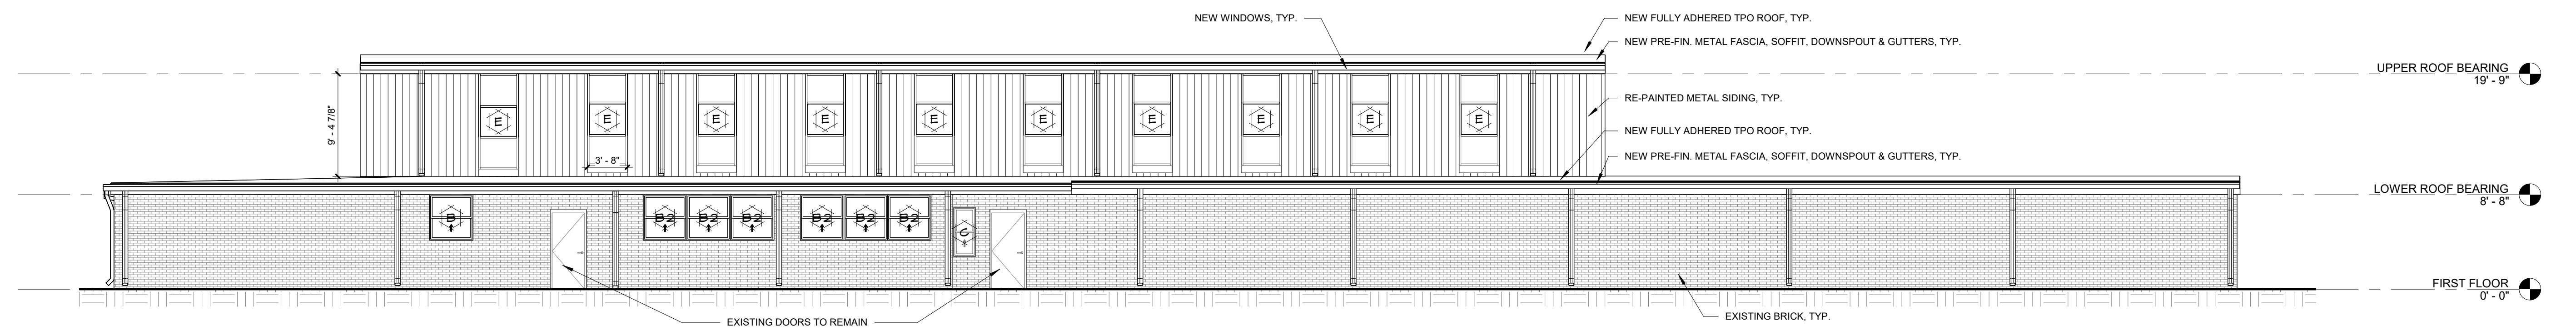 NEW WINDOWS, TYP.
NEW FULLY ADHERED TPO ROOF, TYP.
NEW PRE-FIN. METAL FASCIA, SOFFIT, DOWNSPOUT & GUTTERS, TYP.
UPPER ROOF BEARING
19' - 9"
9' - 4 7/8"
RE-PAINTED METAL SIDING, TYP.
E
E
E
E
E
E
E
E
E
E
NEW FULLY ADHERED TPO ROOF, TYP.
3' - 8"
NEW PRE-FIN. METAL FASCIA, SOFFIT, DOWNSPOUT & GUTTERS, TYP.
LOWER ROOF BEARING
8' - 8"
B
B2
B2
B2
B2
B2
B2
C
FIRST FLOOR
0' - 0"
EXISTING DOORS TO REMAIN
EXISTING BRICK, TYP.